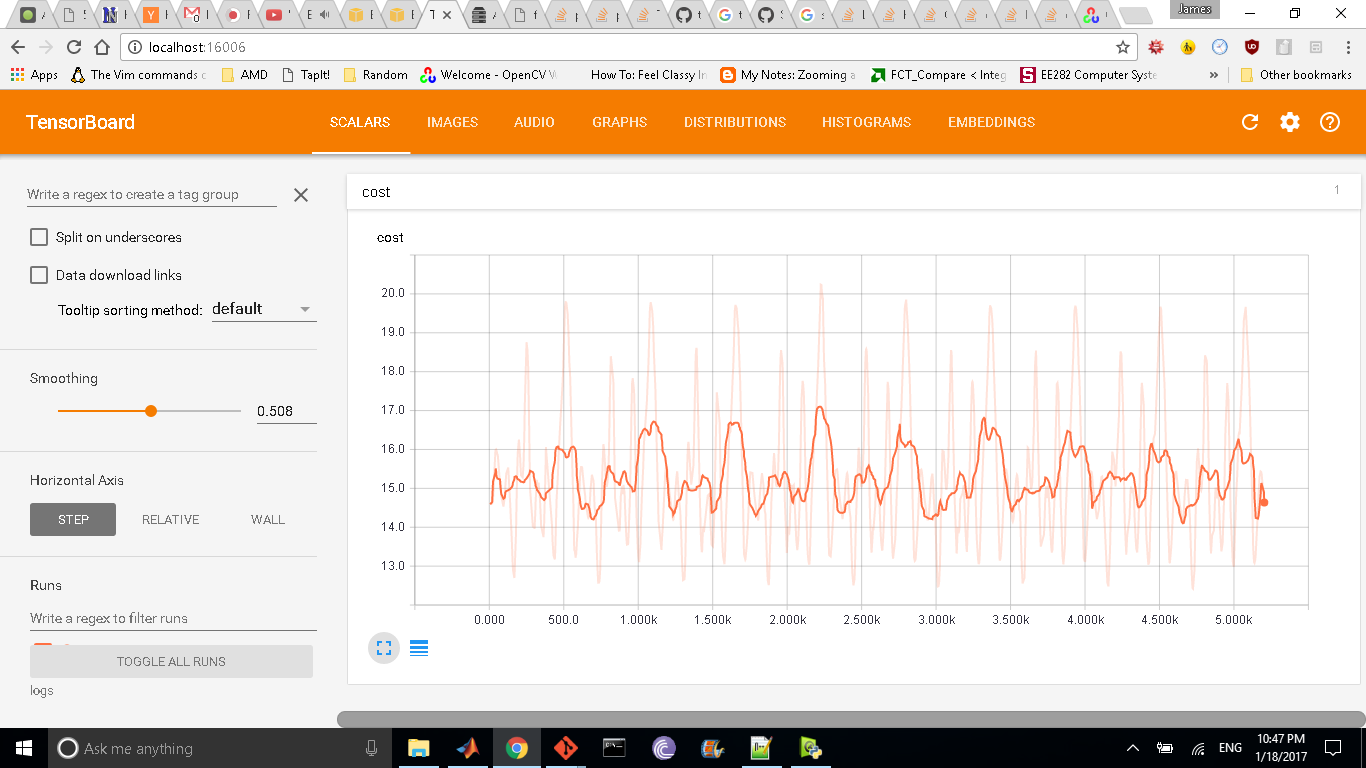 James
localhost:16006
Apps The Vim commands AMD TapIt! Random Welcome - OpenCV How To: Feel Classy My Notes: Zooming FCT_Compare < Integ EE282 Computer Syste » Other bookmarks
TensorBoard SCALARS IMAGES AUDIO GRAPHS DISTRIBUTIONS HISTOGRAMS EMBEDDINGS
Write a regex to create a tag group
Split on underscores
Data download links
Tooltip sorting method: default
Smoothing
0.508
Horizontal Axis
STEP RELATIVE WALL
Runs
Write a regex to filter runs
TOGGLE ALL RUNS
logs
cost 1
cost
20.0
19.0
18.0
17.0
16.0
15.0
14.0
13.0
0.000 500.0 1.000k 1.500k 2.000k 2.500k 3.000k 3.500k 4.000k 4.500k 5.000k
Ask me anything
ENG
10:47 PM
1/18/2017